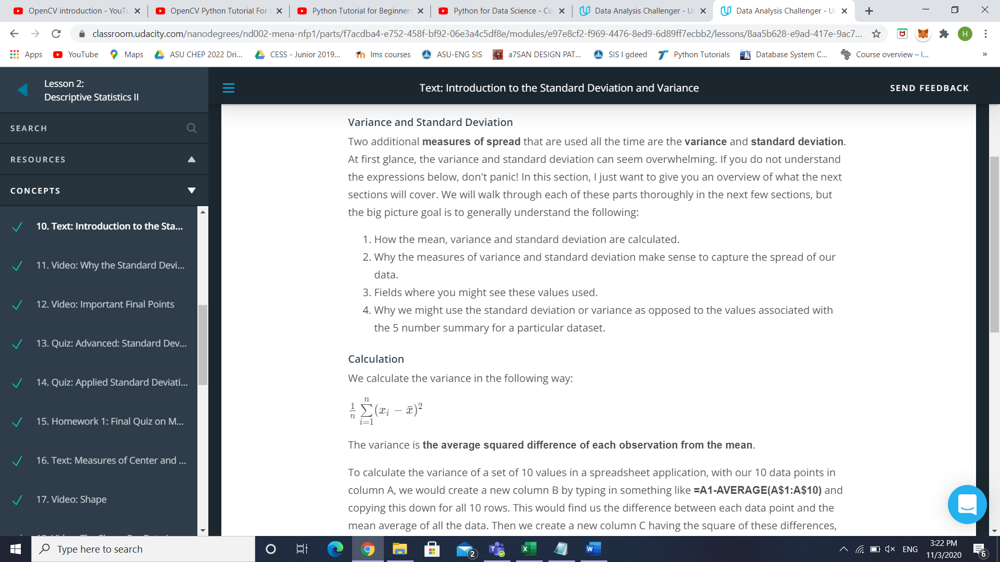 OpenCV introduction - YouTu
OpenCV Python Tutorial For
Python Tutorial for Beginners
Python for Data Science - Co
Data Analysis Challenger - U
Data Analysis Challenger - U
classroom.udacity.com/nanodegrees/nd002-mena-nfp1/parts/f7acdba4-e752-458f-bf92-06e3a4c5df8e/modules/e97e8cf2-f969-4476-8ed9-6d89ff7ecbb2/lessons/8aa5b628-e9ad-417e-9ac7...
H
Apps YouTube Maps ASU CHEP 2022 Dri... CESS - Junior 2019... lms courses ASU-ENG SIS a7SAN DESIGN PAT... SIS I gdeed Python Tutorials Database System C... Course overview – I... »
Lesson 2:
Descriptive Statistics II
Text: Introduction to the Standard Deviation and Variance
SEND FEEDBACK
SEARCH
RESOURCES
CONCEPTS
10. Text: Introduction to the Sta...
11. Video: Why the Standard Devi...
12. Video: Important Final Points
13. Quiz: Advanced: Standard Dev...
14. Quiz: Applied Standard Deviati...
15. Homework 1: Final Quiz on M...
16. Text: Measures of Center and ...
17. Video: Shape
Variance and Standard Deviation
Two additional measures of spread that are used all the time are the variance and standard deviation.
At first glance, the variance and standard deviation can seem overwhelming. If you do not understand
the expressions below, don't panic! In this section, I just want to give you an overview of what the next
sections will cover. We will walk through each of these parts thoroughly in the next few sections, but
the big picture goal is to generally understand the following:
1. How the mean, variance and standard deviation are calculated.
2. Why the measures of variance and standard deviation make sense to capture the spread of our
data.
3. Fields where you might see these values used.
4. Why we might use the standard deviation or variance as opposed to the values associated with
the 5 number summary for a particular dataset.
Calculation
We calculate the variance in the following way:
1/n ∑_{i=1}^{n} (x_i − x̄)²
The variance is the average squared difference of each observation from the mean.
To calculate the variance of a set of 10 values in a spreadsheet application, with our 10 data points in
column A, we would create a new column B by typing in something like =A1-AVERAGE(A$1:A$10) and
copying this down for all 10 rows. This would find us the difference between each data point and the
mean average of all the data. Then we create a new column C having the square of these differences,
Type here to search
2
ENG
3:22 PM
11/3/2020
6